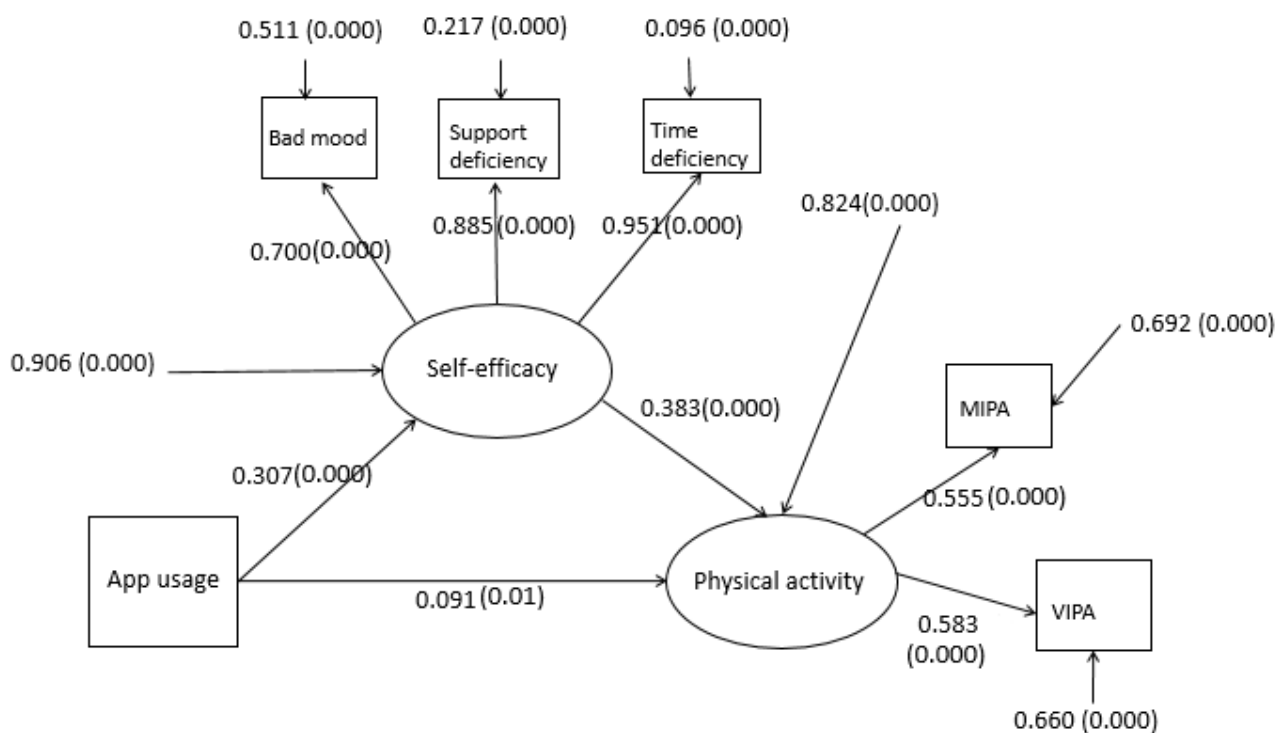 0.511 (0.000)
0.217 (0.000)
0.096 (0.000)
Bad mood
Support
deficiency
Time
deficiency
0.700(0.000)
0.885(0.000)
0.951(0.000)
0.824(0.000)
0.906 (0.000)
Self-efficacy
0.692 (0.000)
MIPA
0.383(0.000)
0.307(0.000)
0.555(0.000)
App usage
0.091(0.01)
Physical activity
0.583
(0.000)
VIPA
0.660 (0.000)